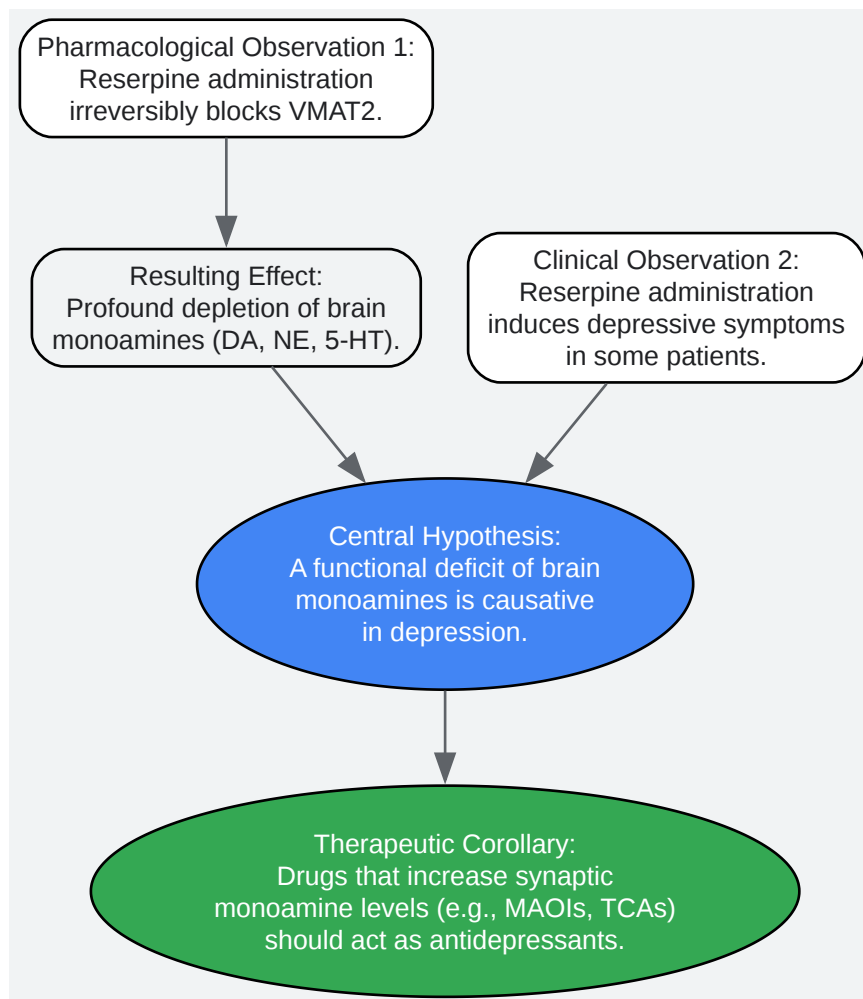 Pharmacological Observation 1:
Reserpine administration
irreversibly blocks VMAT2.
Resulting Effect:
Profound depletion of brain
monoamines (DA, NE, 5-HT).
Clinical Observation 2:
Reserpine administration
induces depressive symptoms
in some patients.
Central Hypothesis:
A functional deficit of brain
monoamines is causative
in depression.
Therapeutic Corollary:
Drugs that increase synaptic
monoamine levels (e.g., MAOIs, TCAs)
should act as antidepressants.